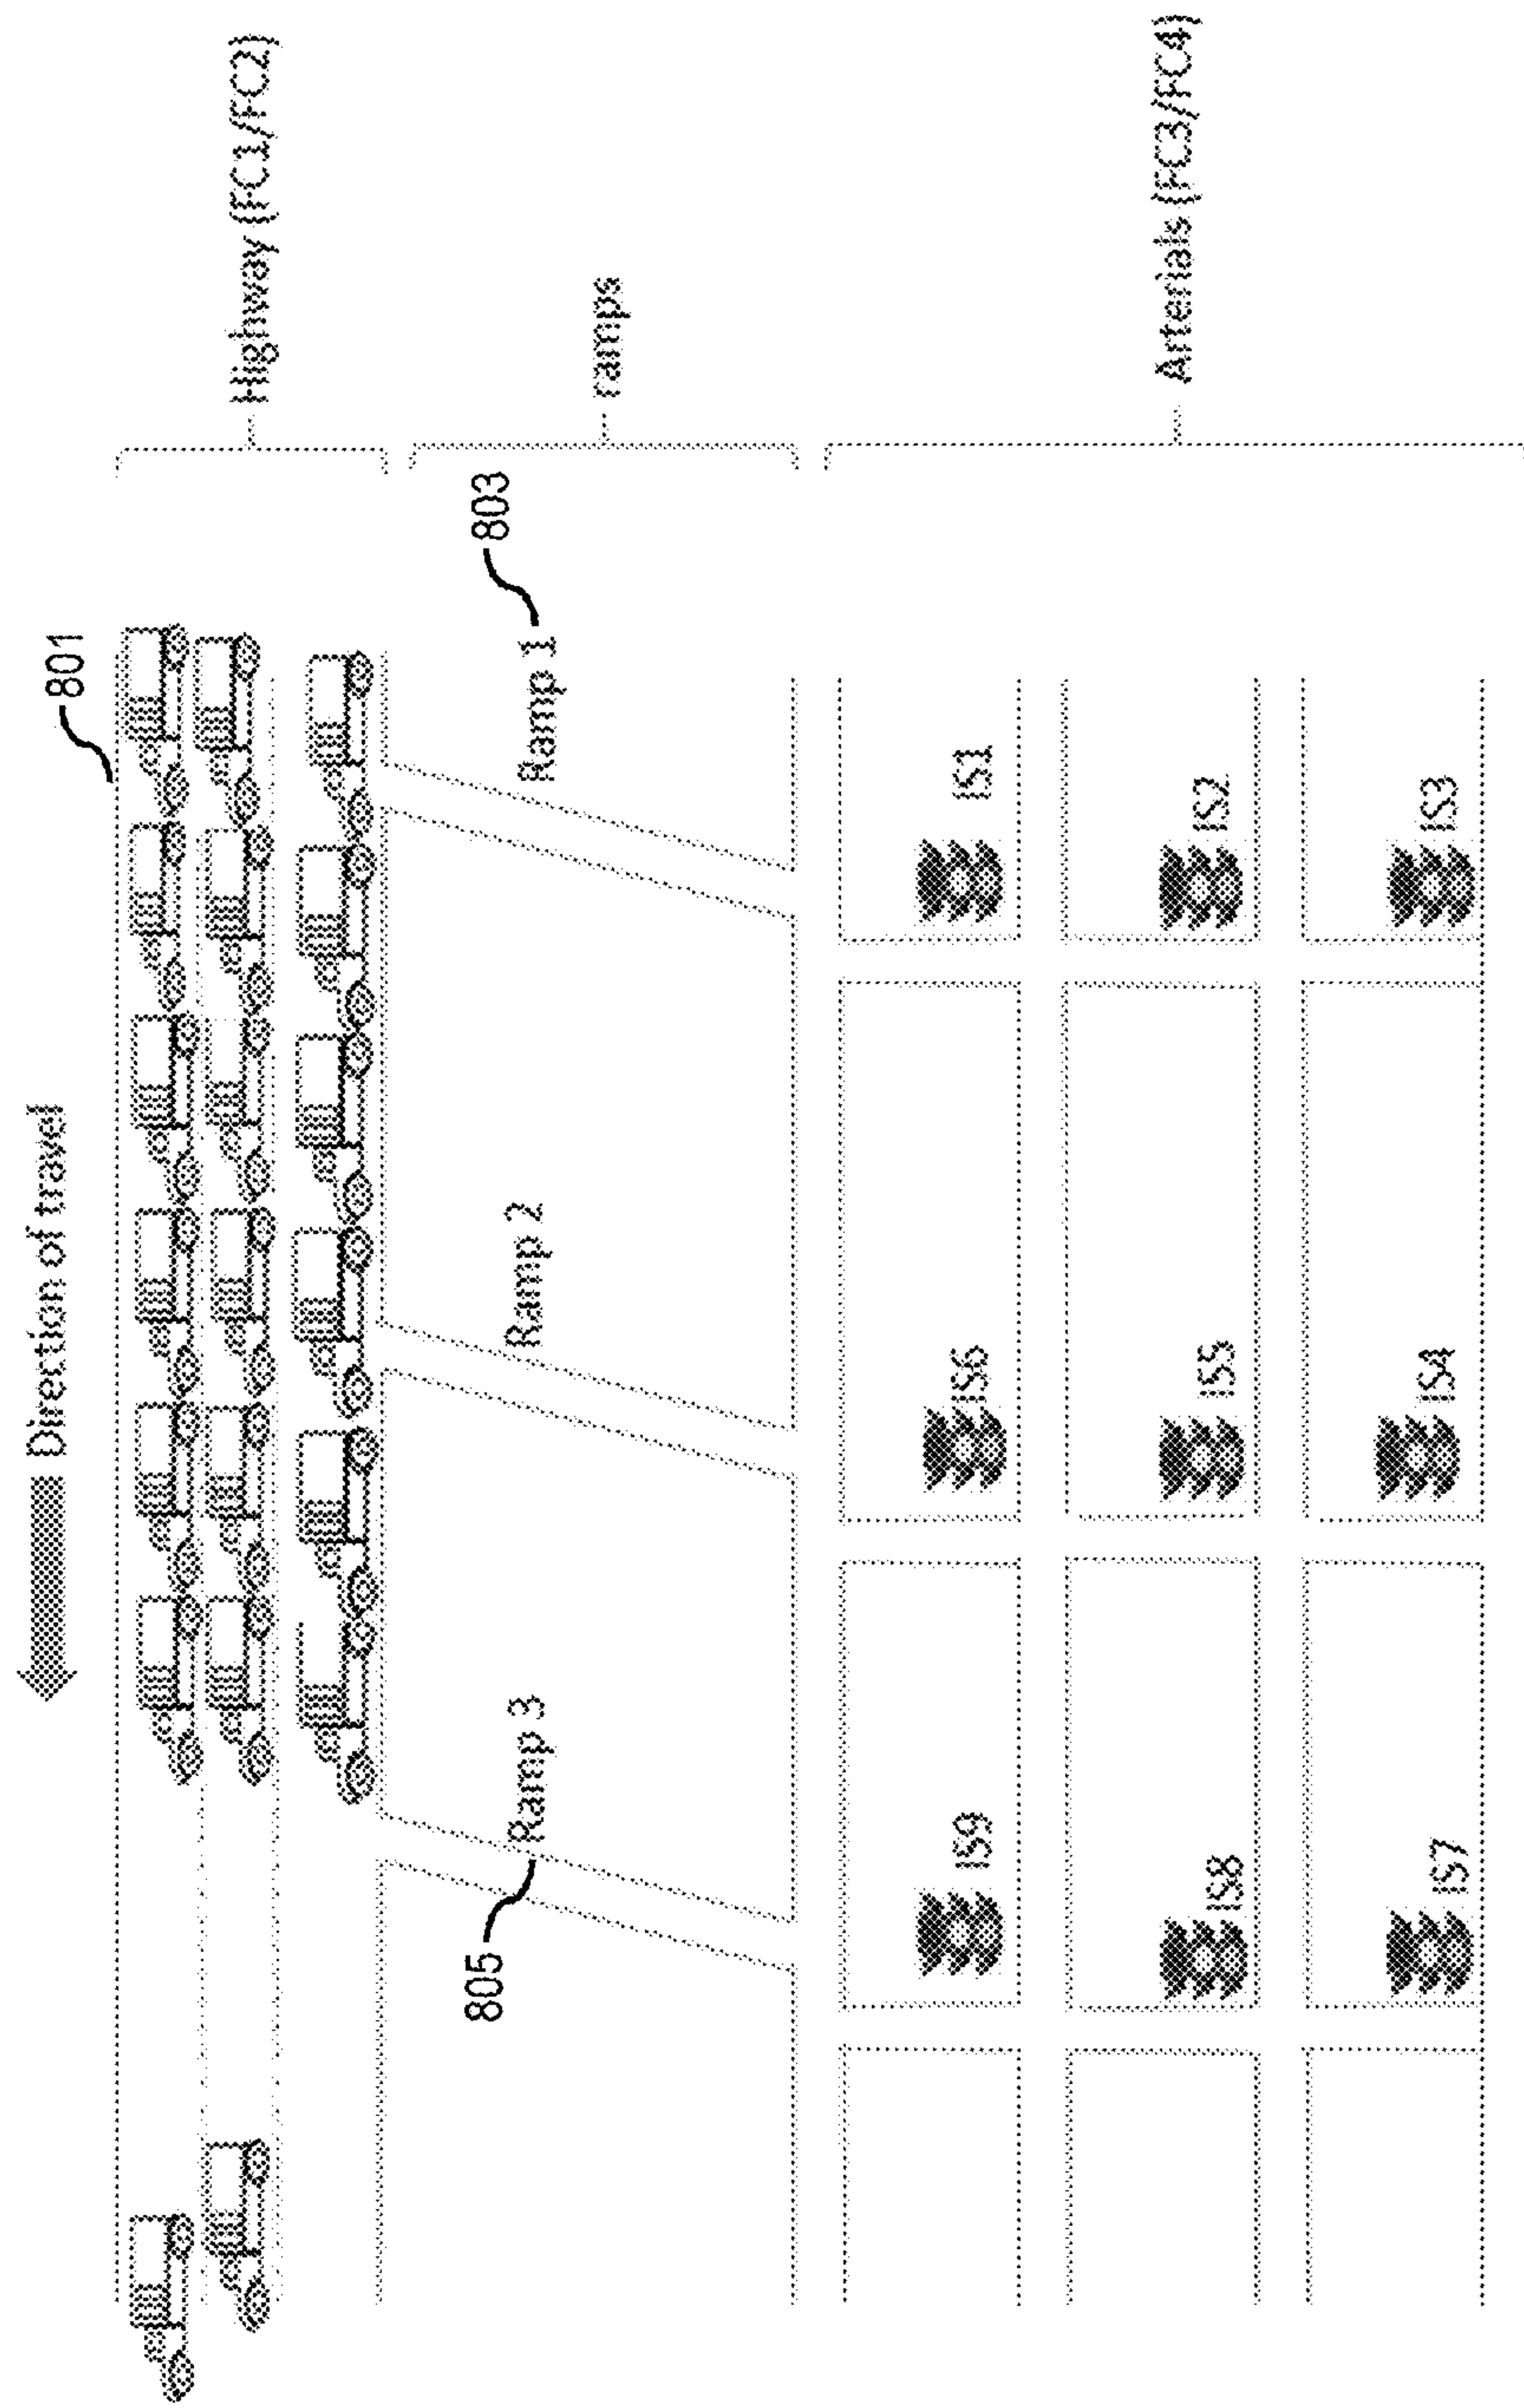 Direction of travel
801
Highway (FC1/FC2)
803
ramps
805
Ramp 3
Ramp 2
Ramp 1
Arterials (FC3/FC4)
IS9
IS6
IS1
IS8
IS5
IS2
IS7
IS4
IS3